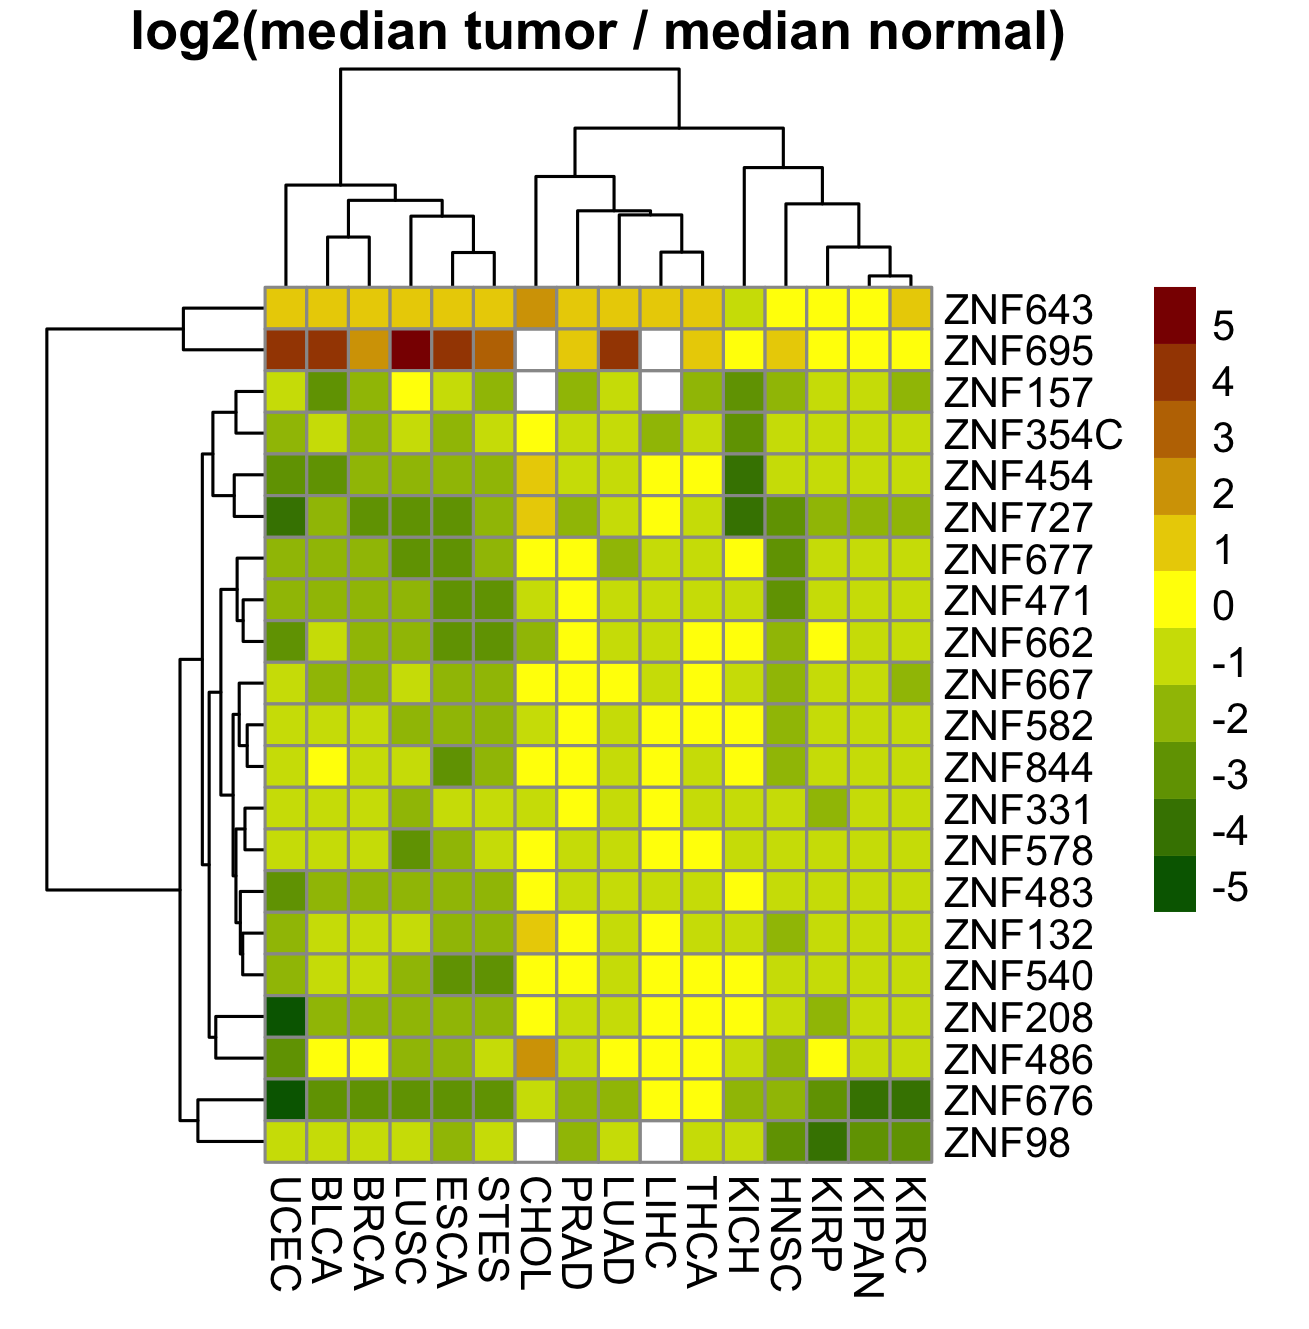 log2(median tumor / median normal)
ZNF643
ZNF695
ZNF157
ZNF354C
ZNF454
ZNF727
ZNF677
ZNF471
ZNF662
ZNF667
ZNF582
ZNF844
ZNF331
ZNF578
ZNF483
ZNF132
ZNF540
ZNF208
ZNF486
ZNF676
ZNF98
5
4
3
2
1
0
-1
-2
-3
-4
-5
UCEC
BLCA
BRCA
LUSC
ESCA
STES
CHOL
PRAD
LUAD
LIHC
THCA
KICH
HNSC
KIRP
KIPAN
KIRC